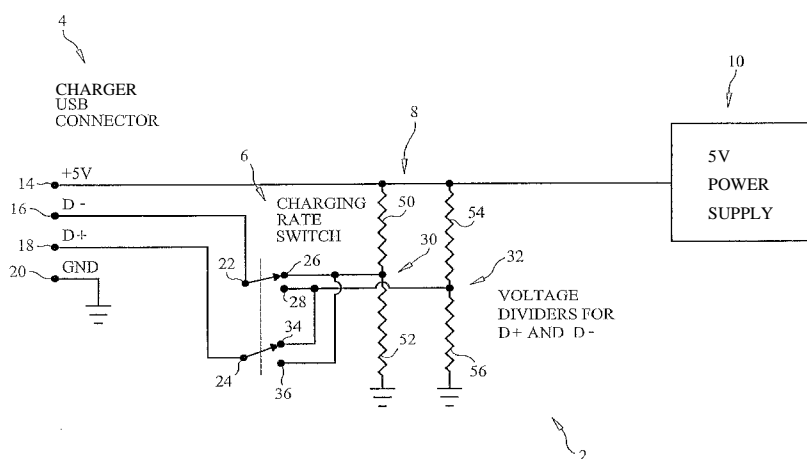 4
CHARGER
USB
CONNECTOR
10
8
5V
POWER
SUPPLY
14
+5V
6
16
D -
CHARGING
RATE
SWITCH
50
54
18
D+
20
GND
22
26
30
32
28
VOLTAGE
DIVIDERS FOR
D+ AND D -
34
24
36
52
56
2